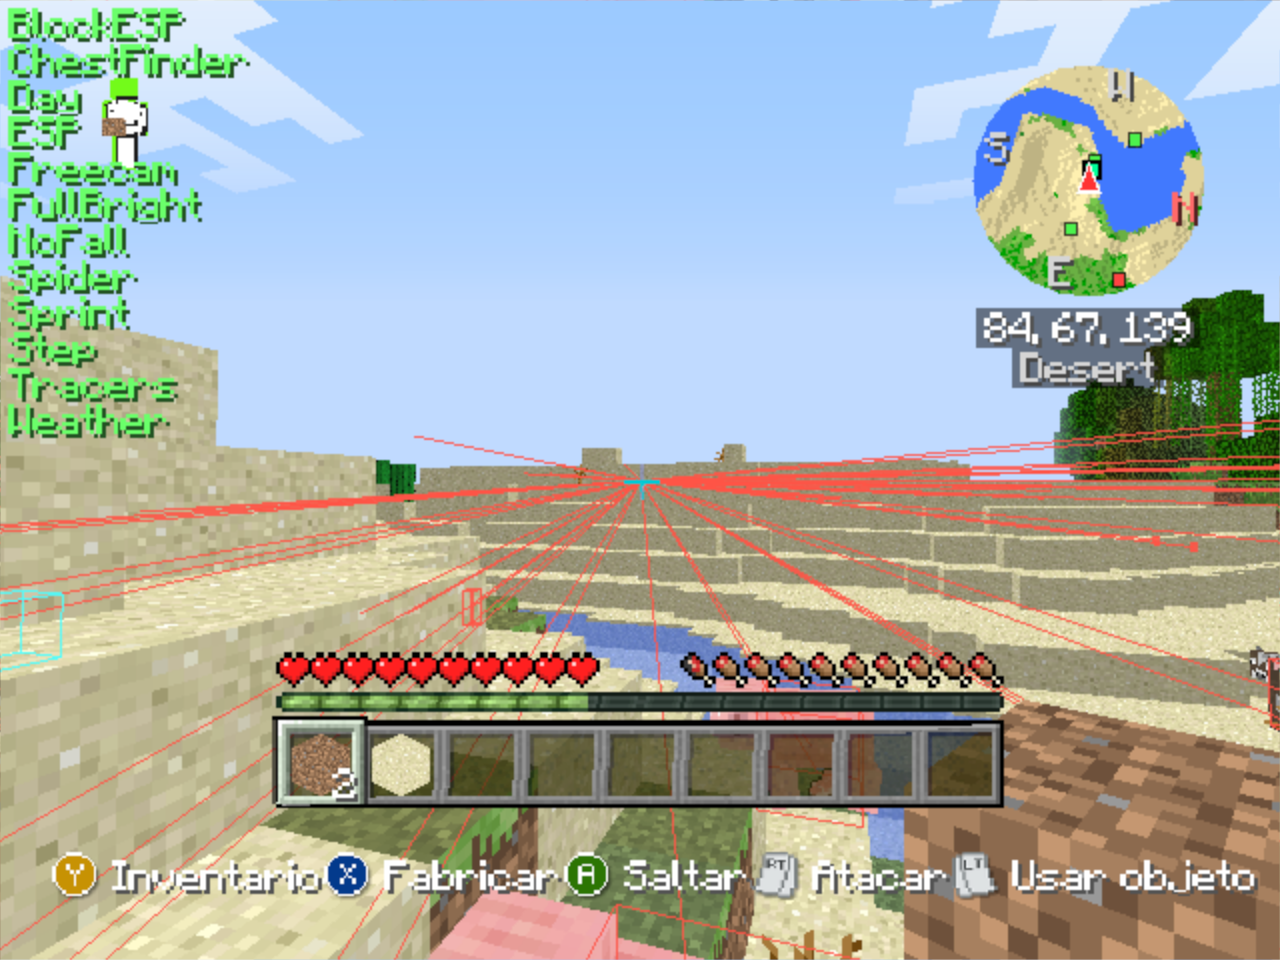 BlockESP
ChestFinder
Day
ESP
Freecam
FullBright
NoFall
Spider
Sprint
Step
Tracers
Weather
W
S
N
E
84, 67, 139
Desert
2
Y Inventario X Fabricar A Saltar RT Atacar LT Usar objeto